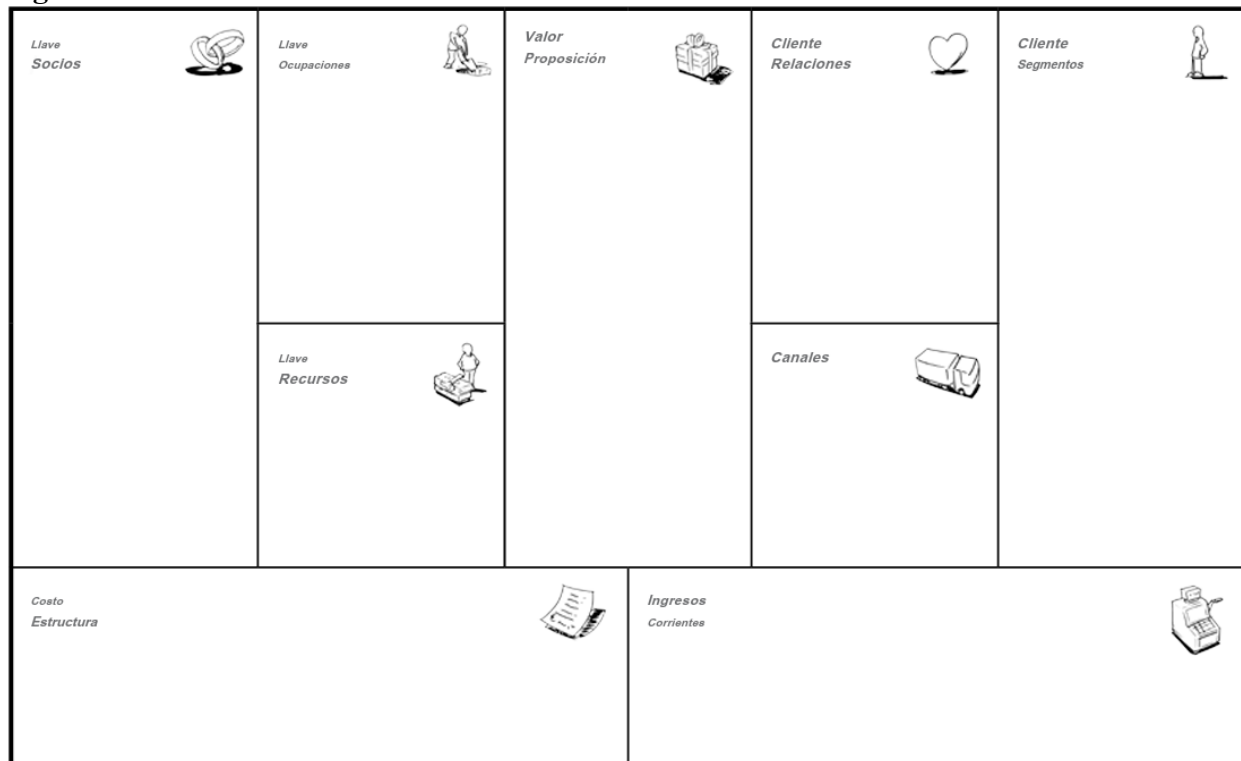 Llave
Socios
Llave
Ocupaciones
Valor
Proposición
Cliente
Relaciones
Cliente
Segmentos
Llave
Recursos
Canales
Costo
Estructura
Ingresos
Corrientes